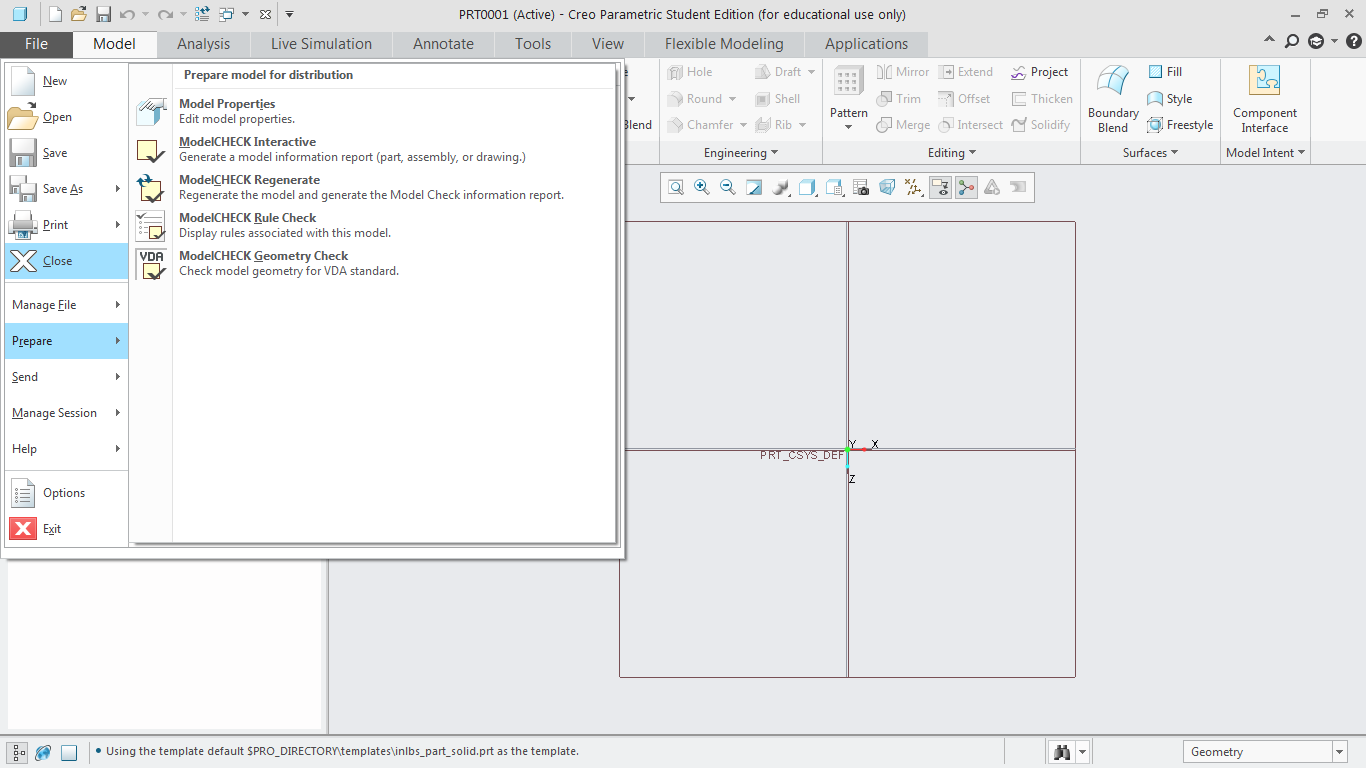 PRT0001 (Active) - Creo Parametric Student Edition (for educational use only)
File
Model
Analysis
Live Simulation
Annotate
Tools
View
Flexible Modeling
Applications
New
Open
Save
Save As
Print
Close
Manage File
Prepare
Send
Manage Session
Help
Options
Exit
Prepare model for distribution
Model Properties
Edit model properties.
ModelCHECK Interactive
Generate a model information report (part, assembly, or drawing.)
ModelCHECK Regenerate
Regenerate the model and generate the Model Check information report.
ModelCHECK Rule Check
Display rules associated with this model.
VDA
ModelCHECK Geometry Check
Check model geometry for VDA standard.
Hole
Draft
Round
Shell
Chamfer
Rib
Engineering
Pattern
Mirror
Extend
Project
Trim
Offset
Thicken
Merge
Intersect
Solidify
Editing
Boundary
Blend
Fill
Style
Freestyle
Surfaces
Component
Interface
Model Intent
Y
X
PRT_CSYS_DEF
Z
Using the template default $PRO_DIRECTORY\templates\inlbs_part_solid.prt as the template.
Geometry